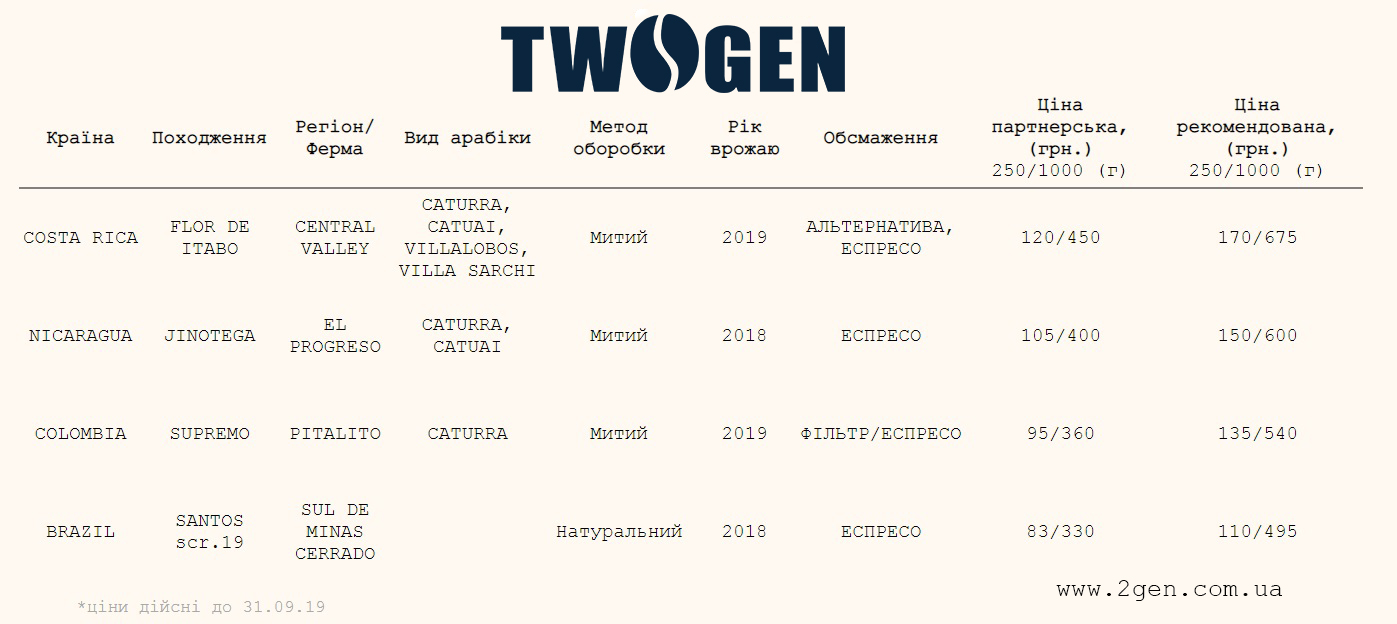 TWOGEN
Країна
Походження
Регіон/
Ферма
Вид арабіки
Метод
оборобки
Рік
врожаю
Обсмаження
Ціна
партнерська,
(грн.)
250/1000 (г)
Ціна
рекомендована,
(грн.)
250/1000 (г)
COSTA RICA
FLOR DE
ITABO
CENTRAL
VALLEY
CATURRA,
CATUAI,
VILLALOBOS,
VILLA SARCHI
Митий
2019
АЛЬТЕРНАТИВА,
ЕСПРЕСО
120/450
170/675
NICARAGUA
JINOTEGA
EL
PROGRESO
CATURRA,
CATUAI
Митий
2018
ЕСПРЕСО
105/400
150/600
COLOMBIA
SUPREMO
PITALITO
CATURRA
Митий
2019
ФІЛЬТР/ЕСПРЕСО
95/360
135/540
BRAZIL
SANTOS
scr.19
SUL DE
MINAS
CERRADO
Натуральний
2018
ЕСПРЕСО
83/330
110/495
www.2gen.com.ua
*ціни дійсні до 31.09.19